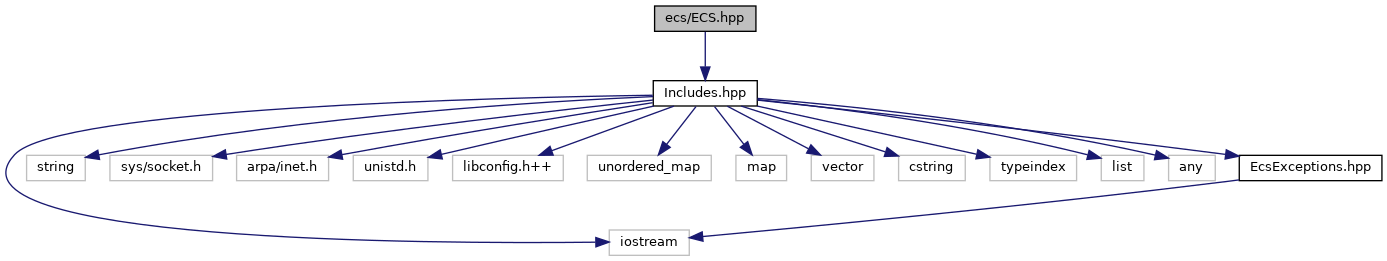 ecs/ECS.hpp
Includes.hpp
string
sys/socket.h
arpa/inet.h
unistd.h
libconfig.h++
unordered_map
map
vector
cstring
typeindex
list
any
EcsExceptions.hpp
iostream